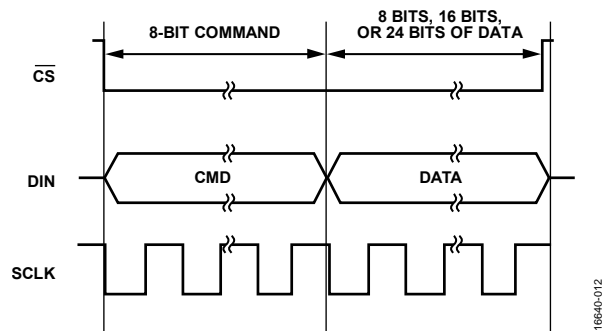 8-BIT COMMAND
8 BITS, 16 BITS,
OR 24 BITS OF DATA
CS
DIN
CMD
DATA
SCLK
16640-012